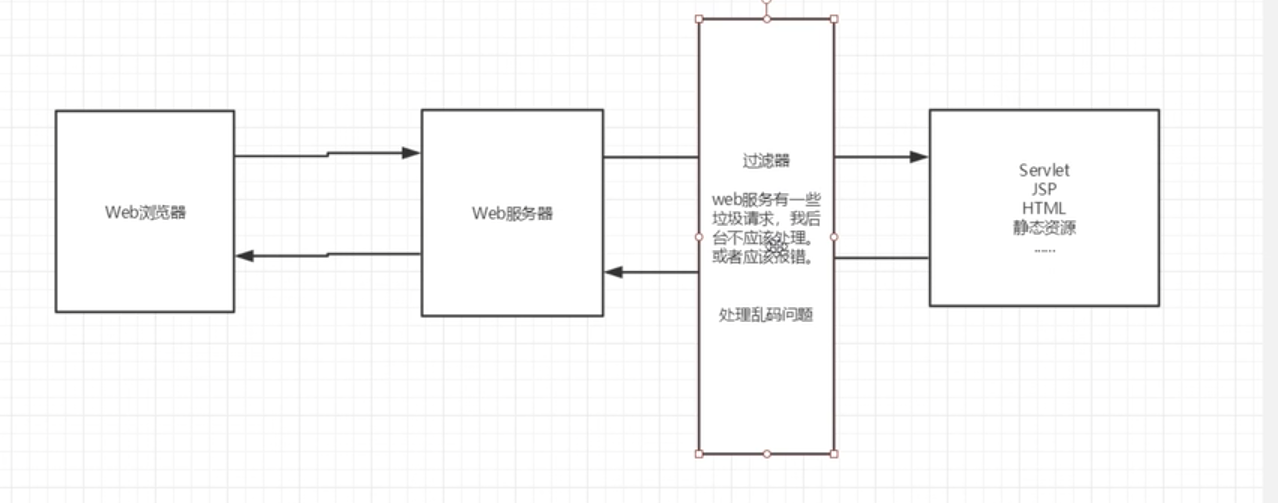 Web浏览器
Web服务器
过滤器
web服务有一些
垃圾请求，我后
台不应该处理。
或者应该报错。
处理乱码问题
Servlet
JSP
HTML
静态资源
......